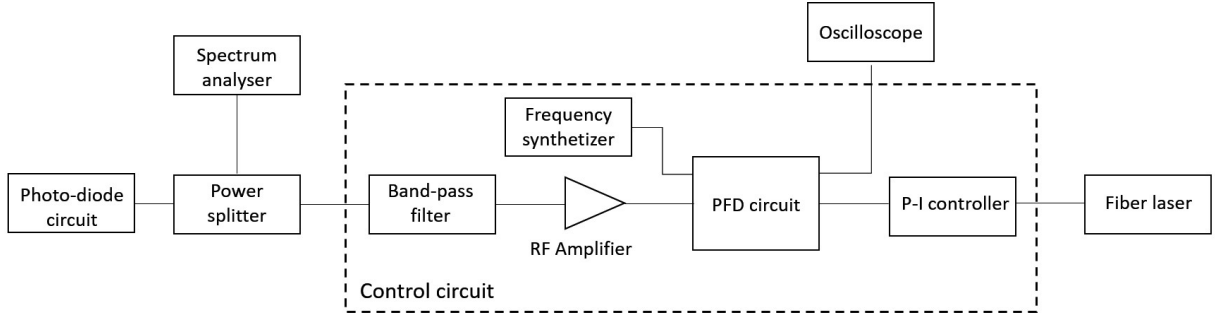 Oscilloscope
Spectrum
analyser
Frequency
synthetizer
Photo-diode
circuit
Power
splitter
Band-pass
filter
RF Amplifier
PFD circuit
P-I controller
Fiber laser
Control circuit